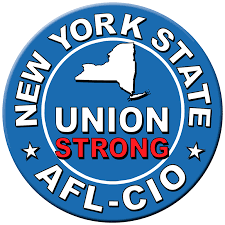 NEW YORK STATE
UNION
STRONG
AFL-CIO